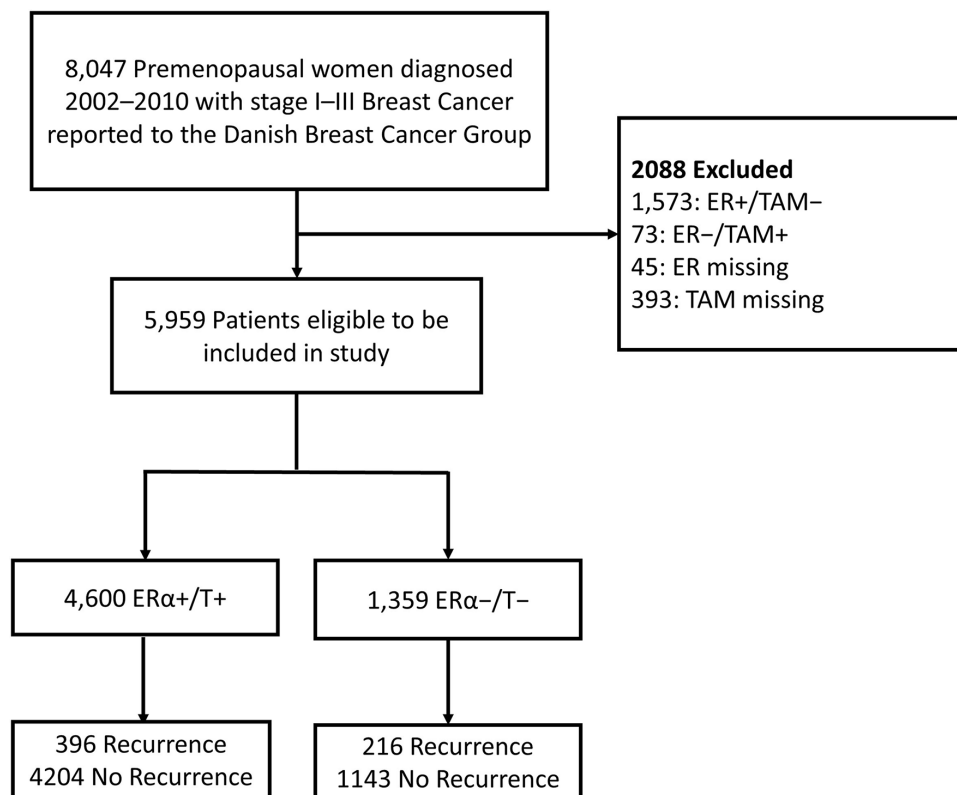 8,047 Premenopausal women diagnosed
2002–2010 with stage I–III Breast Cancer
reported to the Danish Breast Cancer Group
2088 Excluded
1,573: ER+/TAM−
73: ER−/TAM+
45: ER missing
393: TAM missing
5,959 Patients eligible to be
included in study
4,600 ERα+/T+
1,359 ERα−/T−
396 Recurrence
4204 No Recurrence
216 Recurrence
1143 No Recurrence